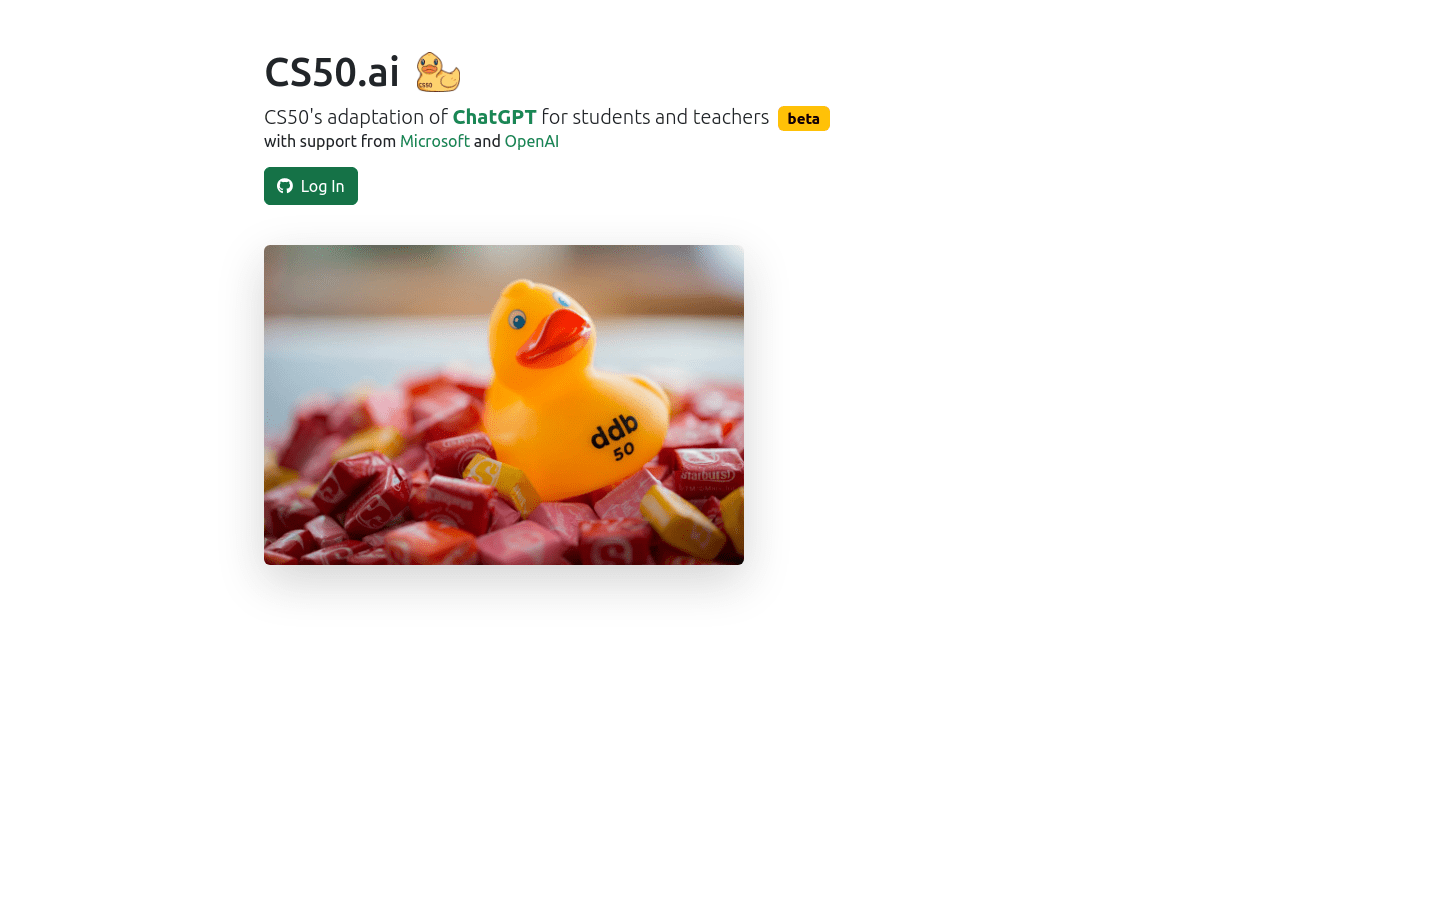 CS50.ai
CS50
CS50's adaptation of ChatGPT for students and teachers beta
with support from Microsoft and OpenAI
Log In
ddb
50
Starburst